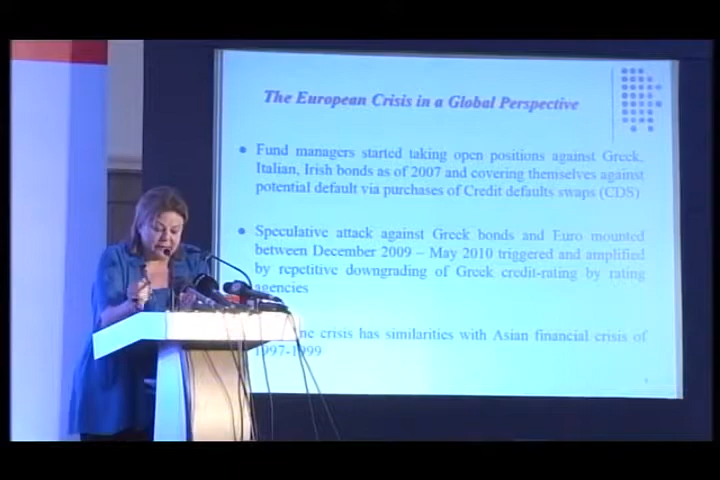 The European Crisis in a Global Perspective
• Fund managers started taking open positions against Greek,
Italian, Irish bonds as of 2007 and covering themselves against
potential default via purchases of Credit defaults swaps (CDS)
• Speculative attack against Greek bonds and Euro mounted
between December 2009 – May 2010 triggered and amplified
by repetitive downgrading of Greek credit-rating by rating
agencies
crisis has similarities with Asian financial crisis of
1997-1999